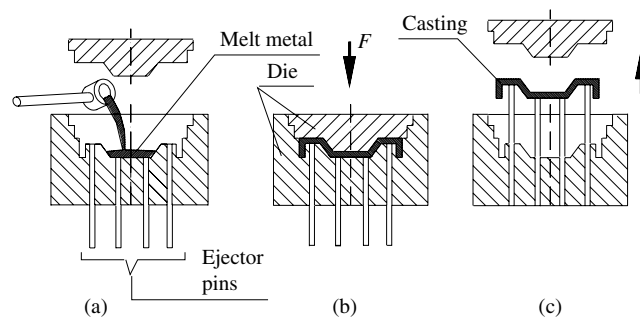 Melt metal
Die
F
Casting
Ejector
pins
(a)
(b)
(c)